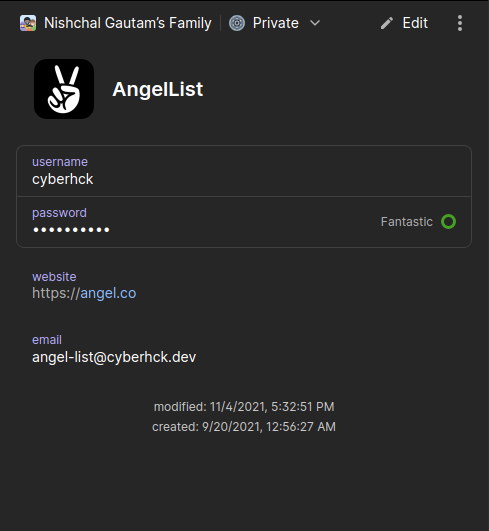 Nishchal Gautam’s Family Private Edit
AngelList
username
cyberhck
password
••••••••••
Fantastic
website
https://angel.co
email
angel-list@cyberhck.dev
modified: 11/4/2021, 5:32:51 PM
created: 9/20/2021, 12:56:27 AM